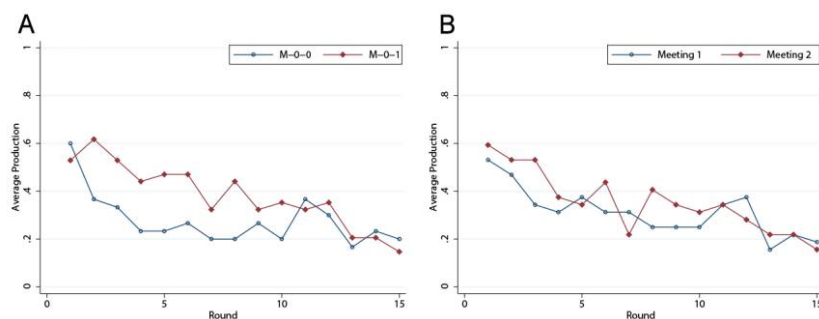 A
M-0-0 M-0-1
Average Production
1
.8
.6
.4
.2
0
0 5 10 15
Round
B
Meeting 1 Meeting 2
Average Production
1
.8
.6
.4
.2
0
0 5 10 15
Round